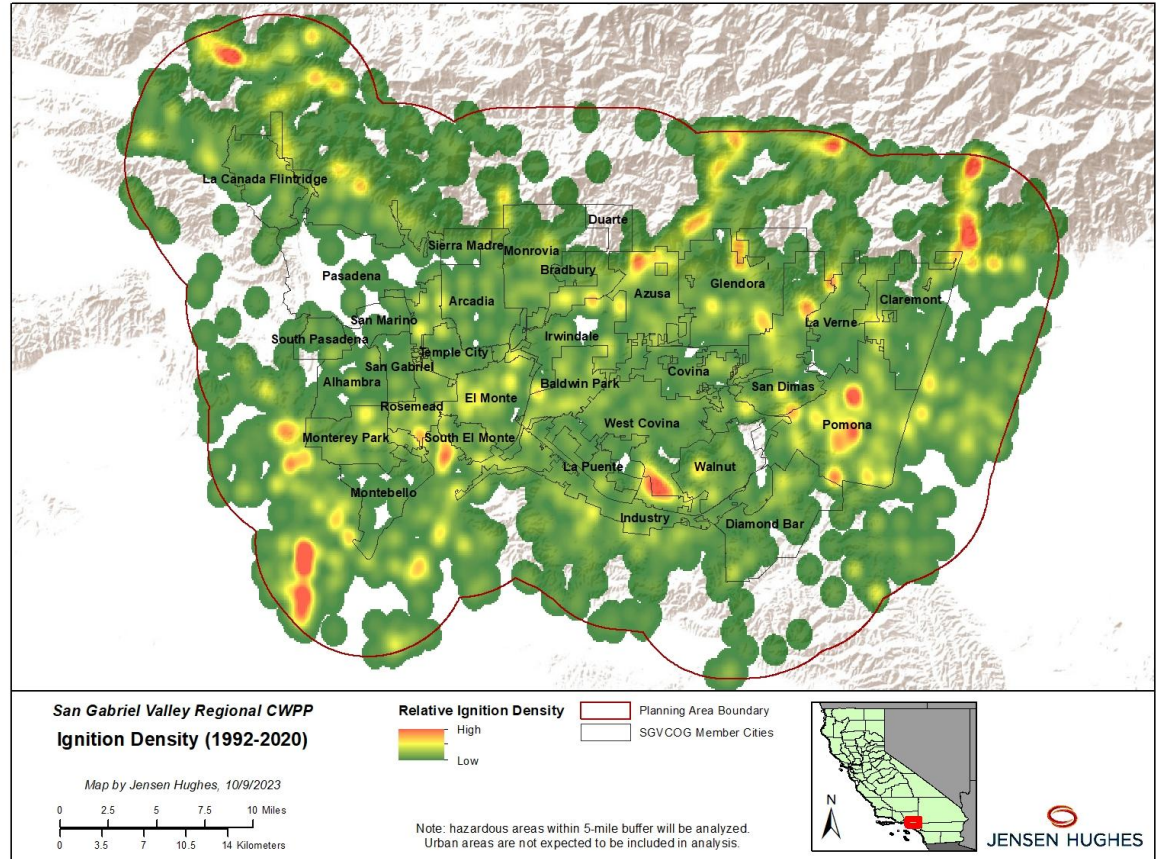 La Canada Flintridge
Duarte
Sierra Madre
Monrovia
Bradbury
Pasadena
Azusa
Glendora
Arcadia
Claremont
San Marino
La Verne
South Pasadena
Irwindale
Temple City
San Gabriel
Covina
Alhambra
Baldwin Park
San Dimas
El Monte
Rosemead
West Covina
Pomona
Monterey Park
South El Monte
La Puente
Walnut
Montebello
Industry
Diamond Bar
San Gabriel Valley Regional CWPP
Ignition Density (1992-2020)
Map by Jensen Hughes, 10/9/2023
0 2.5 5 7.5 10 Miles
0 3.5 7 10.5 14 Kilometers
Relative Ignition Density
High
Low
Planning Area Boundary
SGVCOG Member Cities
Note: hazardous areas within 5-mile buffer will be analyzed.
Urban areas are not expected to be included in analysis.
N
JENSEN HUGHES